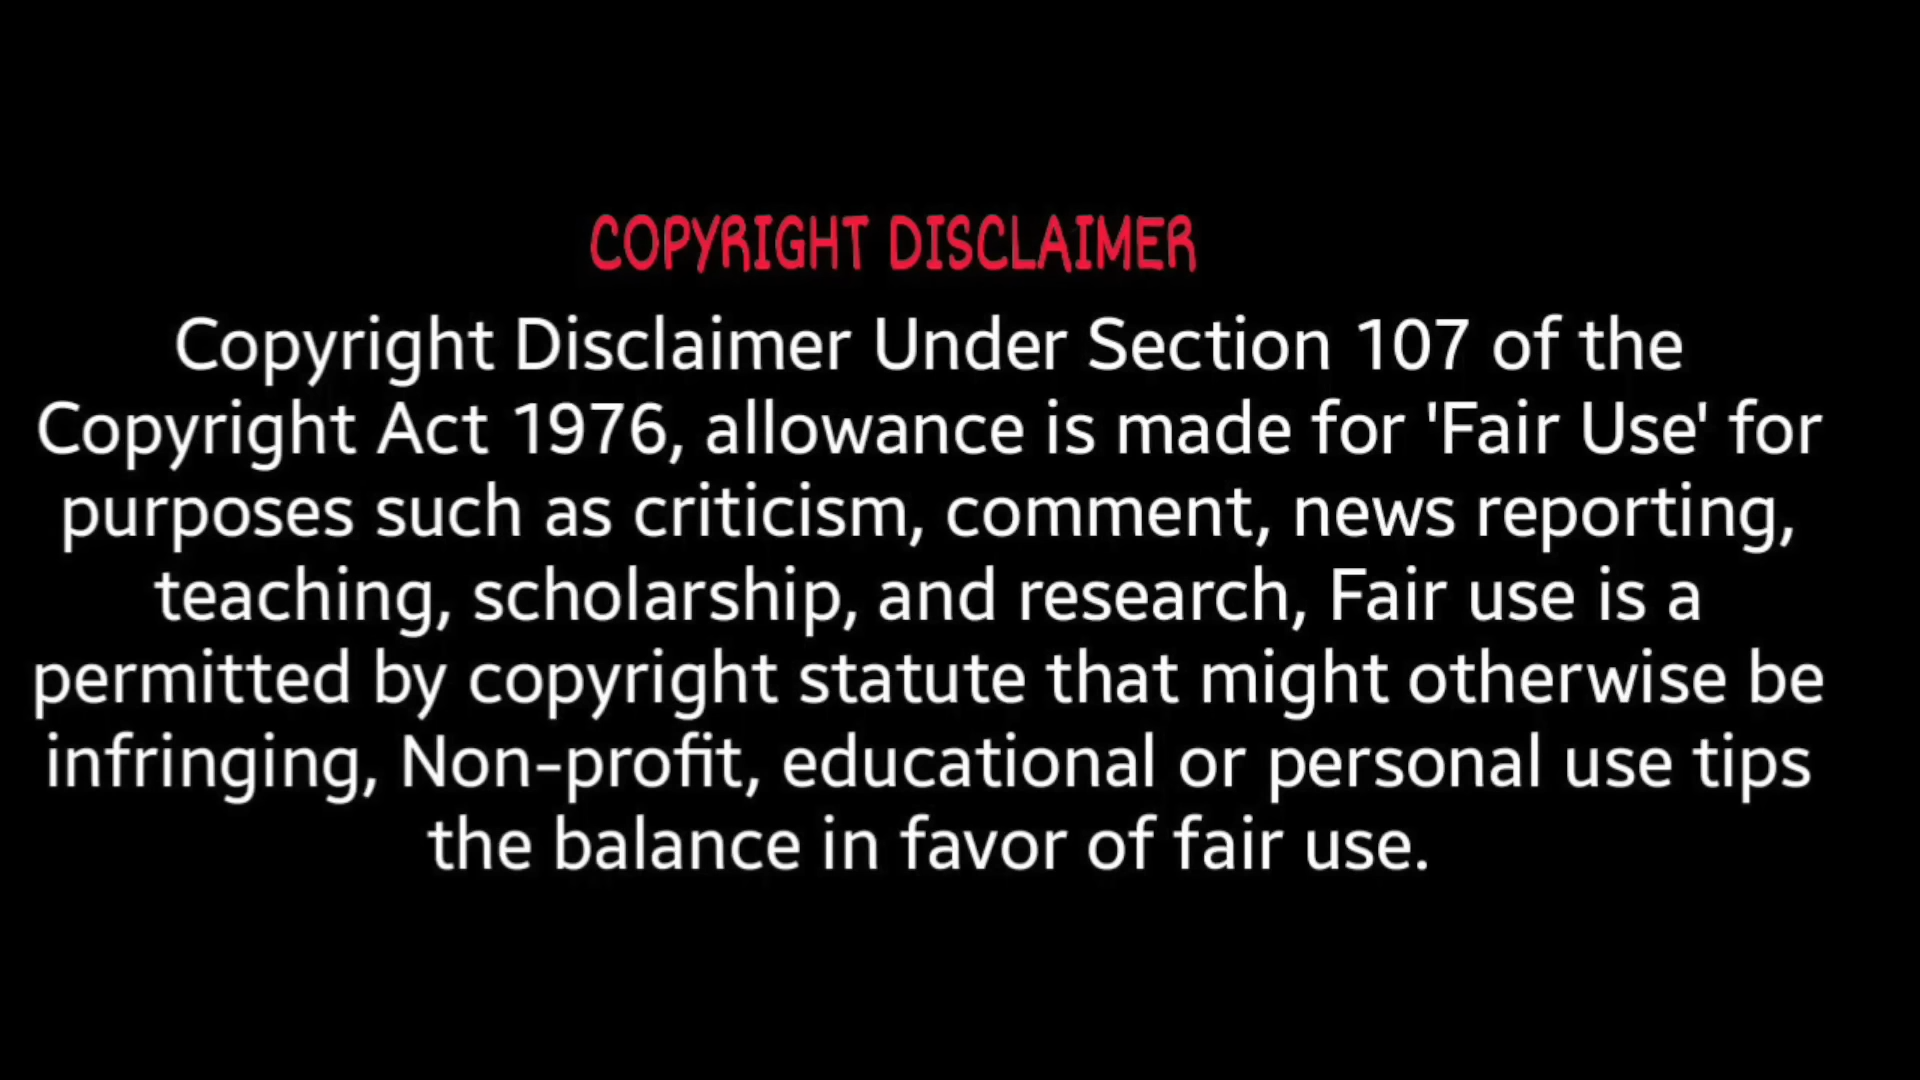 COPYRIGHT DISCLAIMER
Copyright Disclaimer Under Section 107 of the
Copyright Act 1976, allowance is made for 'Fair Use' for
purposes such as criticism, comment, news reporting,
teaching, scholarship, and research, Fair use is a
permitted by copyright statute that might otherwise be
infringing, Non-profit, educational or personal use tips
the balance in favor of fair use.